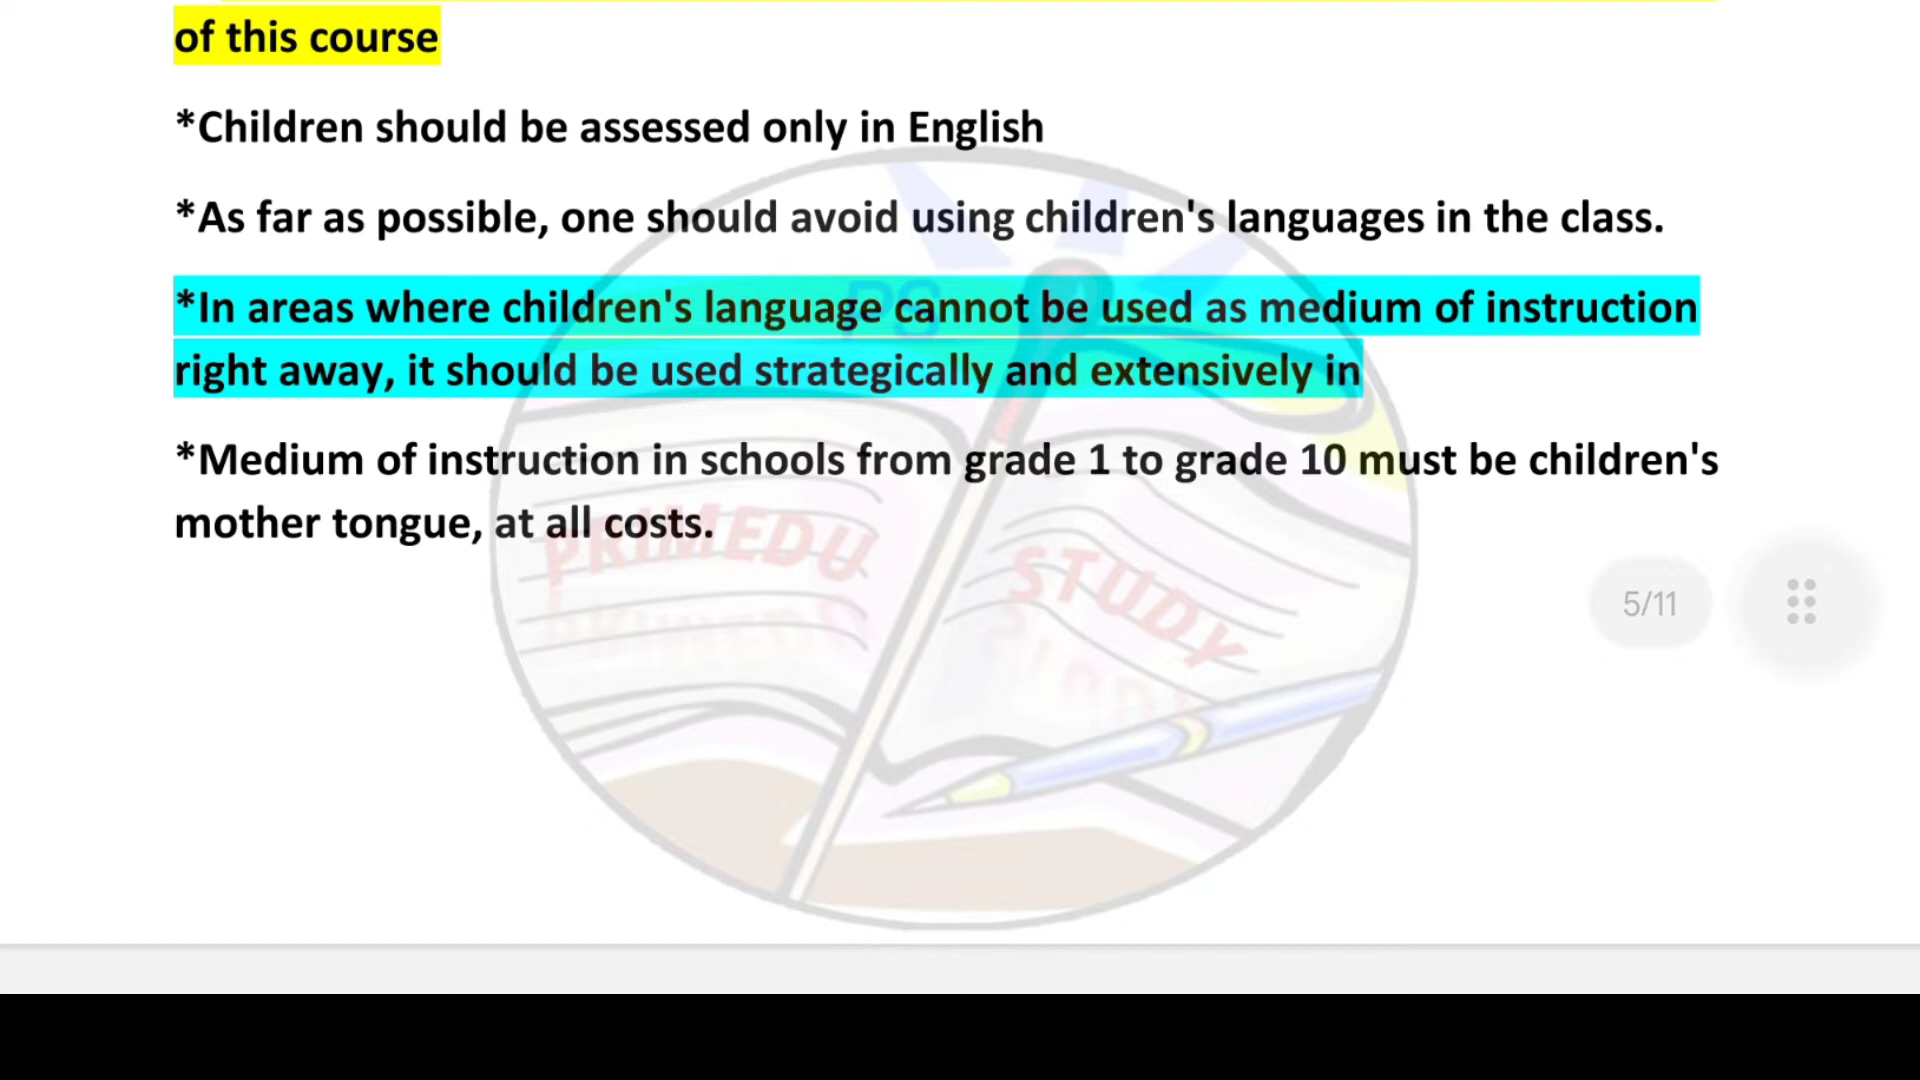 of this course
*Children should be assessed only in English
*As far as possible, one should avoid using children's languages in the class.
*In areas where children's language cannot be used as medium of instruction
right away, it should be used strategically and extensively in
*Medium of instruction in schools from grade 1 to grade 10 must be children's
mother tongue, at all costs.
PS
PRIMEDU
STUDY
5/11